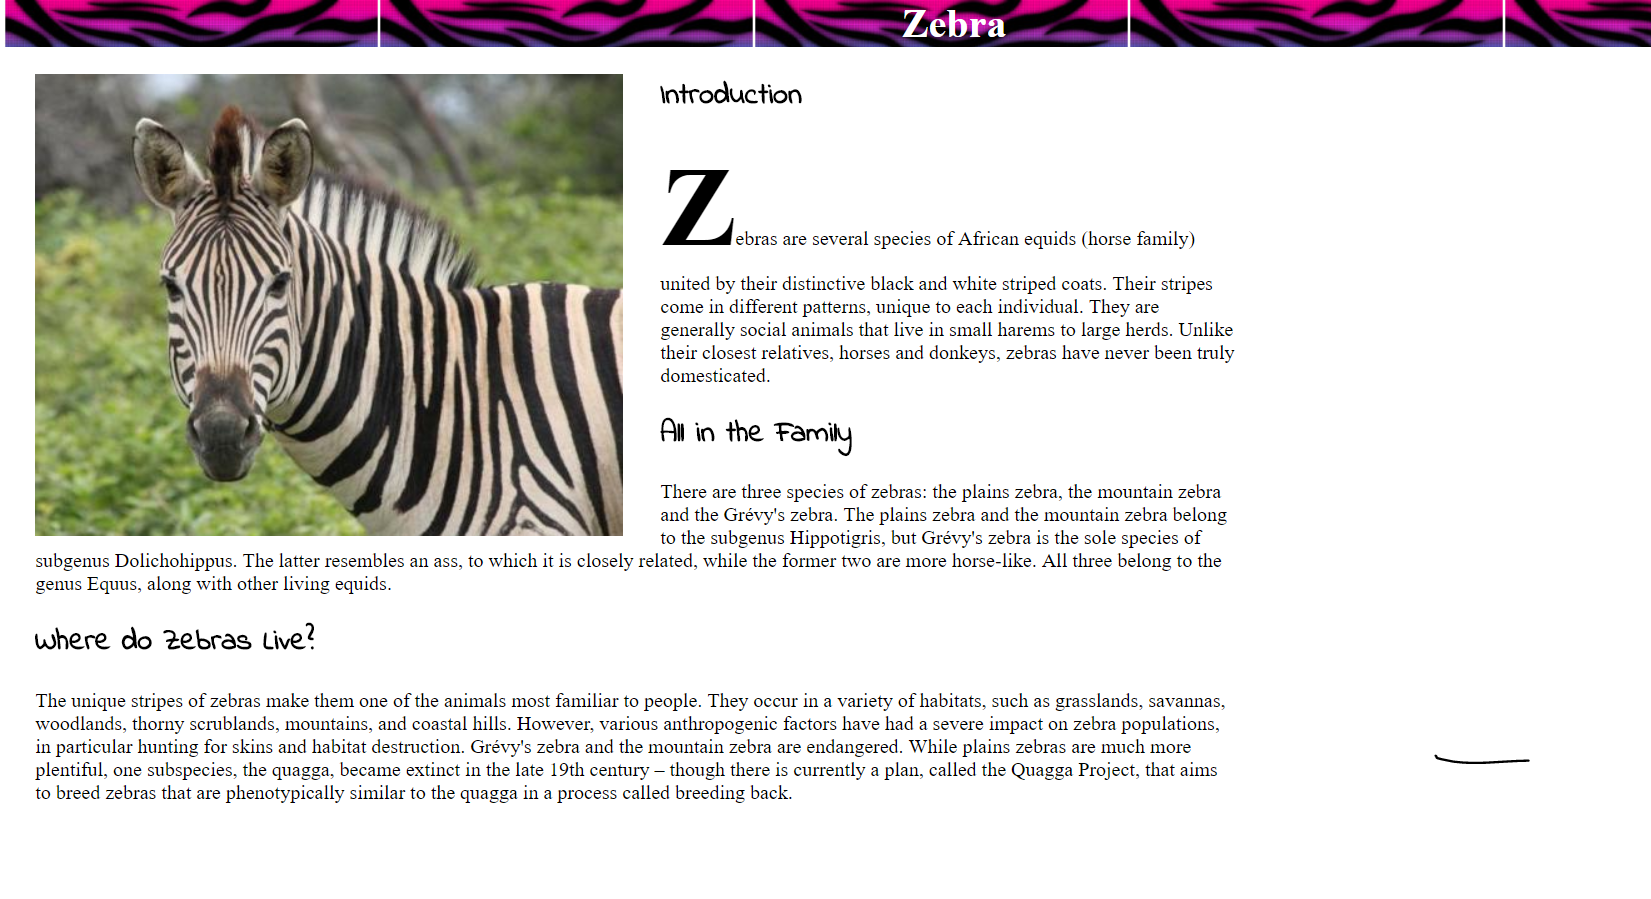 Zebra
Introduction
Zebras are several species of African equids (horse family)
united by their distinctive black and white striped coats. Their stripes
come in different patterns, unique to each individual. They are
generally social animals that live in small harems to large herds. Unlike
their closest relatives, horses and donkeys, zebras have never been truly
domesticated.
All in the Family
There are three species of zebras: the plains zebra, the mountain zebra
and the Grévy's zebra. The plains zebra and the mountain zebra belong
to the subgenus Hippotigris, but Grévy's zebra is the sole species of
subgenus Dolichohippus. The latter resembles an ass, to which it is closely related, while the former two are more horse-like. All three belong to the
genus Equus, along with other living equids.
Where do Zebras Live?
The unique stripes of zebras make them one of the animals most familiar to people. They occur in a variety of habitats, such as grasslands, savannas,
woodlands, thorny scrublands, mountains, and coastal hills. However, various anthropogenic factors have had a severe impact on zebra populations,
in particular hunting for skins and habitat destruction. Grévy's zebra and the mountain zebra are endangered. While plains zebras are much more
plentiful, one subspecies, the quagga, became extinct in the late 19th century – though there is currently a plan, called the Quagga Project, that aims
to breed zebras that are phenotypically similar to the quagga in a process called breeding back.